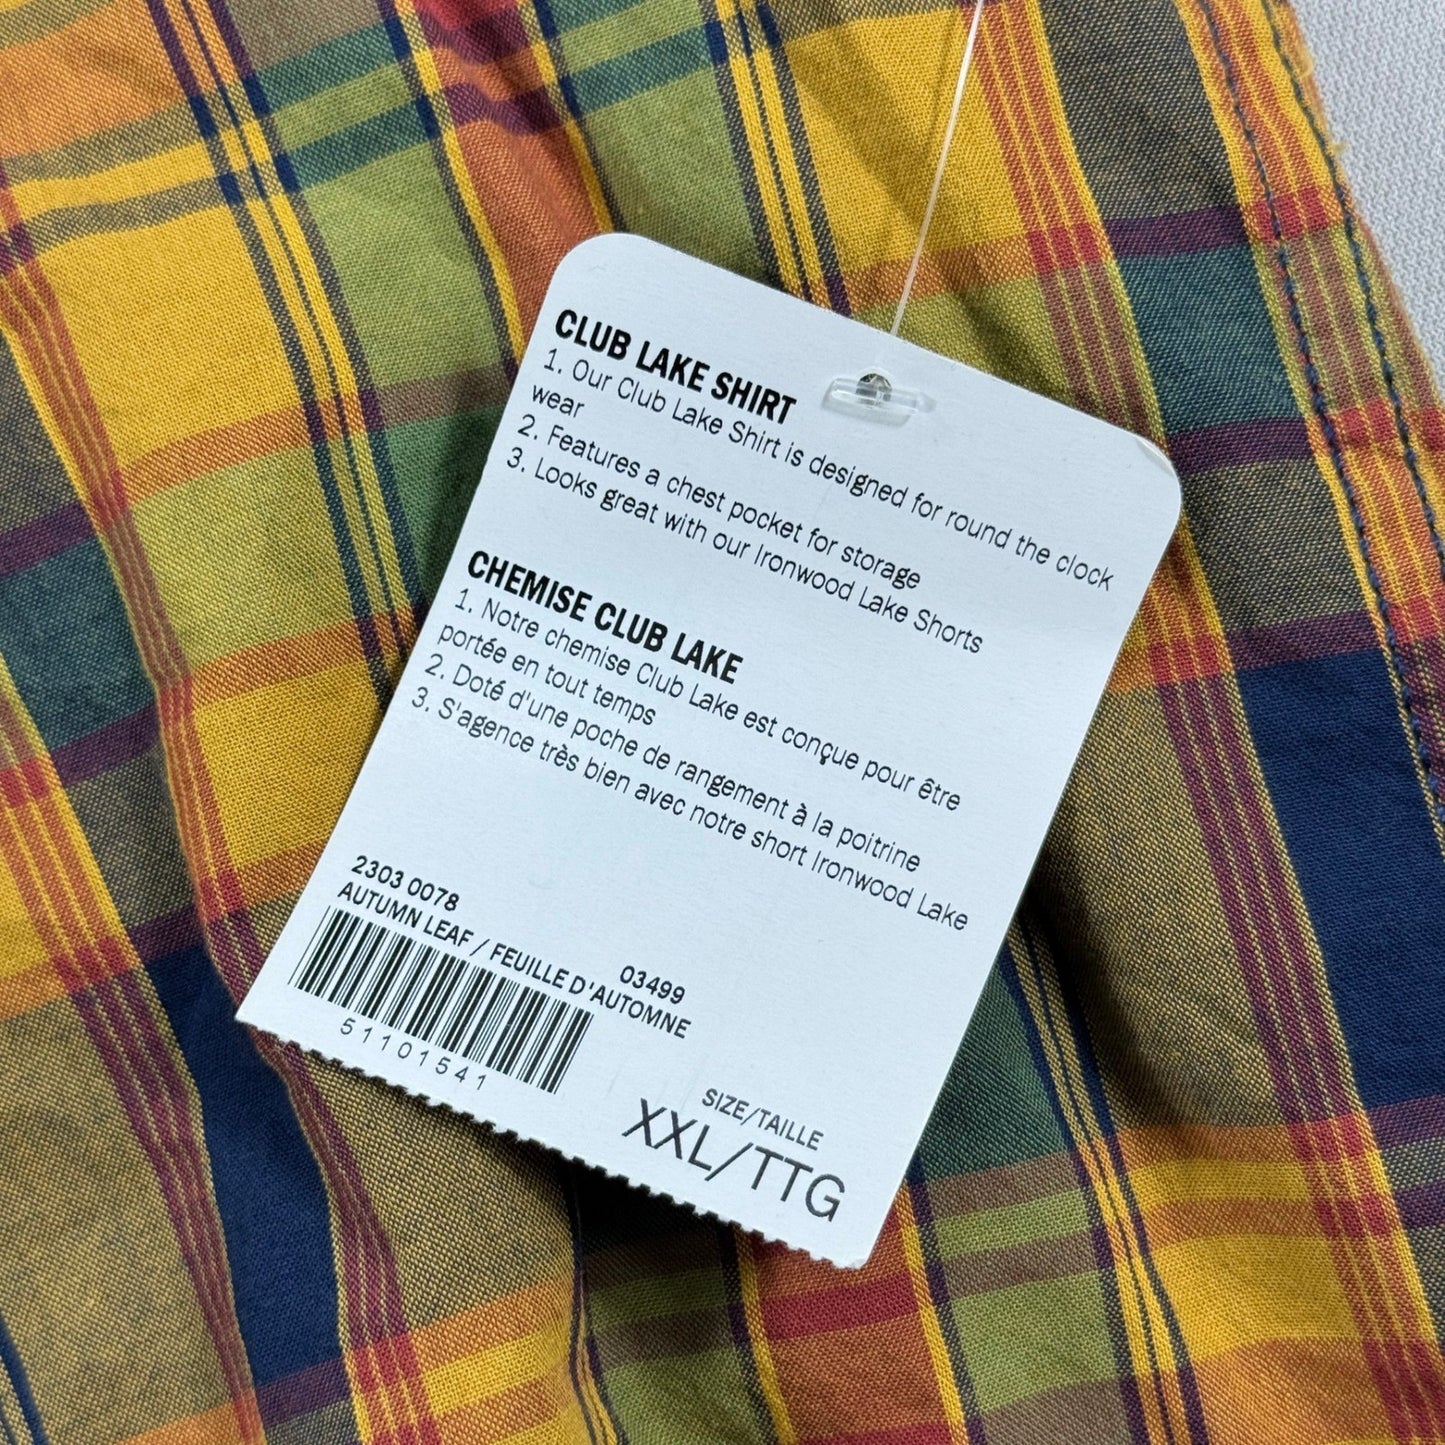 CLUB LAKE SHIRT
1. Our Club Lake Shirt is designed for round the clock
wear
2. Features a chest pocket for storage
3. Looks great with our Ironwood Lake Shorts
CHEMISE CLUB LAKE
1. Notre chemise Club Lake est conçue pour être
portée en tout temps
2. Doté d'une poche de rangement à la poitrine
3. S'agence très bien avec notre short Ironwood Lake
2303 0078 03499
AUTUMN LEAF / FEUILLE D'AUTOMNE
51101541
SIZE/TAILLE
XXL/TTG